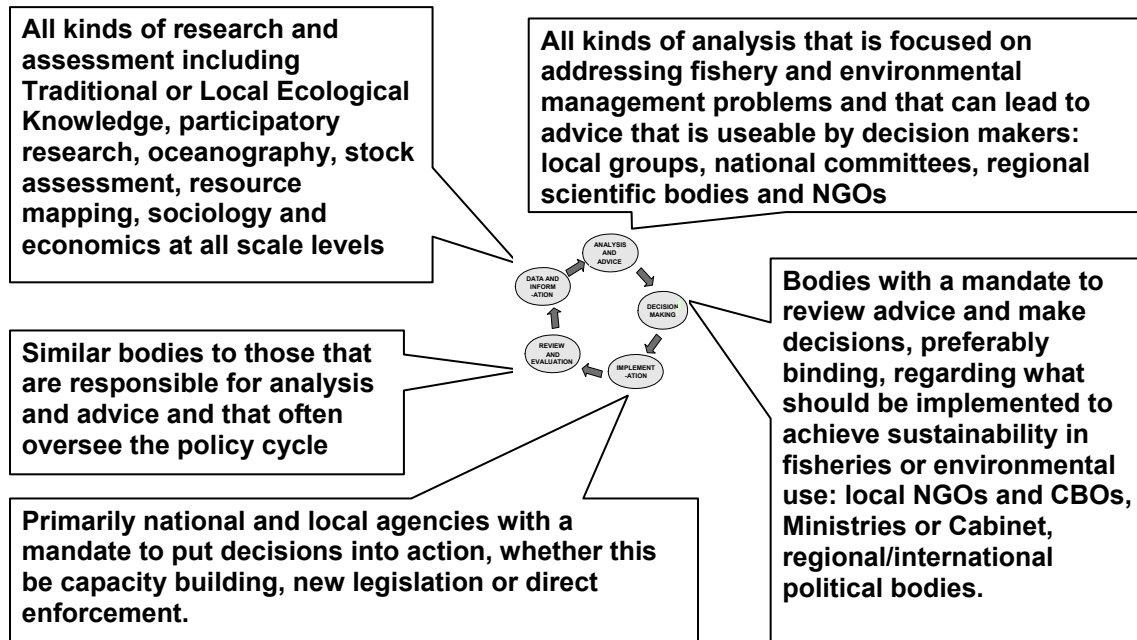 All kinds of research and
assessment including
Traditional or Local Ecological
Knowledge, participatory
research, oceanography, stock
assessment, resource
mapping, sociology and
economics at all scale levels
All kinds of analysis that is focused on
addressing fishery and environmental
management problems and that can lead to
advice that is useable by decision makers:
local groups, national committees, regional
scientific bodies and NGOs
ANALYSIS
AND
ADVICE
DATA AND
INFORM
-ATION
DECISION
MAKING
REVIEW
AND
EVALUATION
IMPLEMENT
-ATION
Bodies with a mandate to
review advice and make
decisions, preferably
binding, regarding what
should be implemented to
achieve sustainability in
fisheries or environmental
use: local NGOs and CBOs,
Ministries or Cabinet,
regional/international
political bodies.
Similar bodies to those that
are responsible for analysis
and advice and that often
oversee the policy cycle
Primarily national and local agencies with a
mandate to put decisions into action, whether this
be capacity building, new legislation or direct
enforcement.